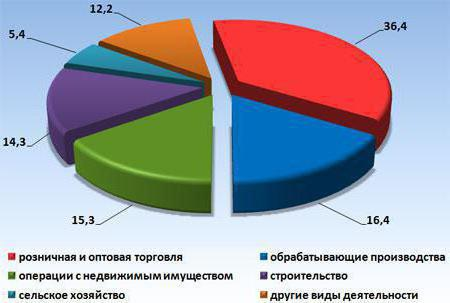 12,2
36,4
5,4
14,3
15,3
16,4
розничная и оптовая торговля
обрабатывающие производства
операции с недвижимым имуществом
строительство
сельское хозяйство
другие виды деятельности